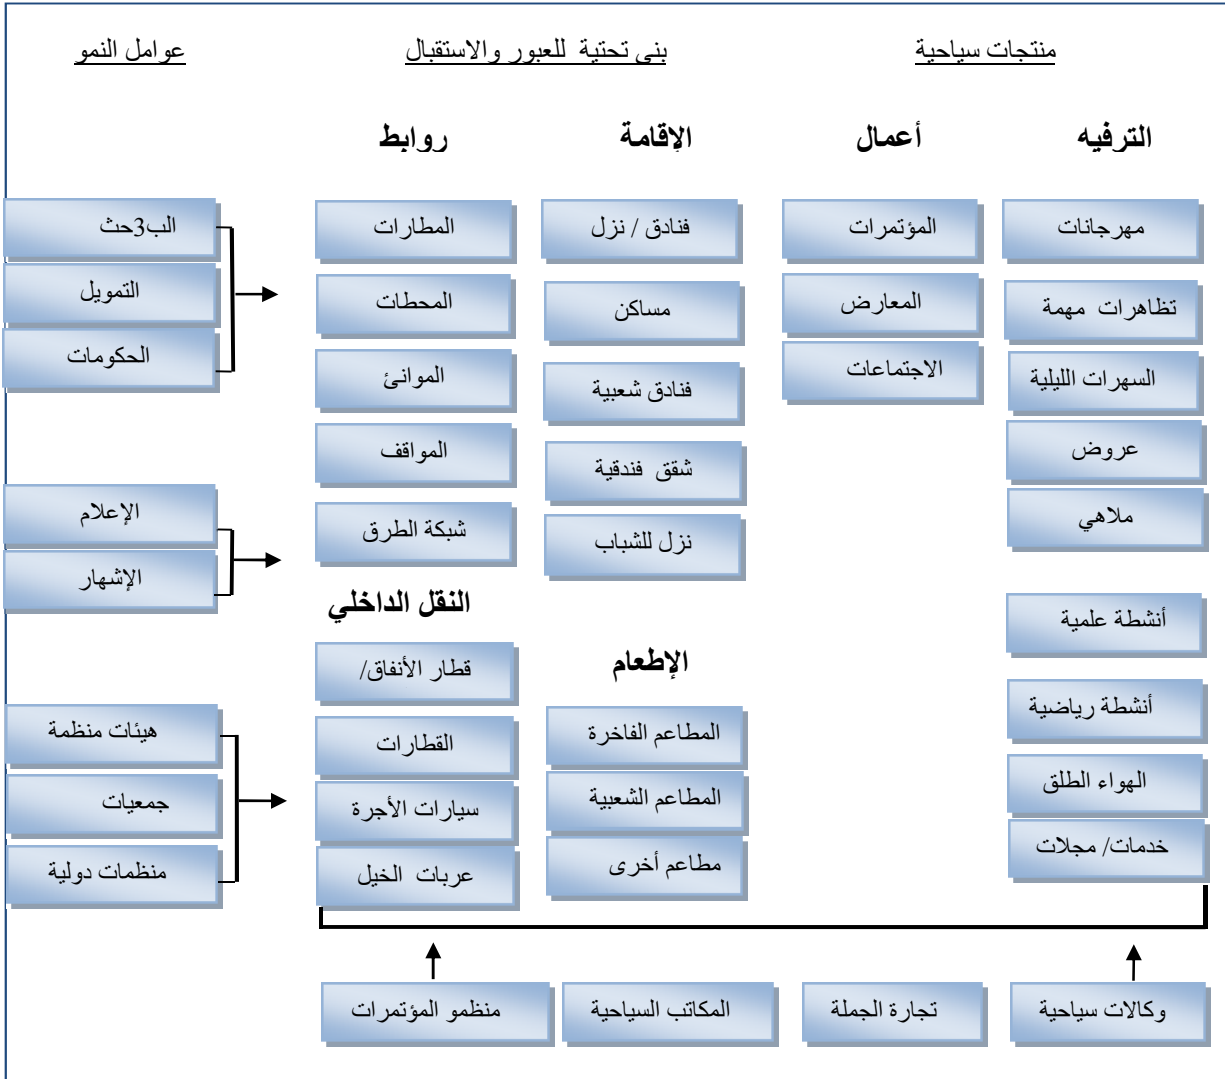 منتجات سياحية
بنى تحتية للعبور والاستقبال
عوامل النمو
الترفيه
أعمال
الإقامة
روابط
مهرجانات
تظاهرات مهمة
السهرات الليلية
عروض
ملاهي
أنشطة علمية
أنشطة رياضية
الهواء الطلق
خدمات/ مجلات
المؤتمرات
المعارض
الاجتماعات
فنادق / نزل
مساكن
فنادق شعبية
شقق فندقية
نزل للشباب
الإطعام
المطاعم الفاخرة
المطاعم الشعبية
مطاعم أخرى
المطارات
المحطات
الموانئ
المواقف
شبكة الطرق
النقل الداخلي
قطار الأنفاق/
القطارات
سيارات الأجرة
عربات الخيل
الب3حث
التمويل
الحكومات
الإعلام
الإشهار
هيئات منظمة
جمعيات
منظمات دولية
وكالات سياحية
تجارة الجملة
المكاتب السياحية
منظمو المؤتمرات